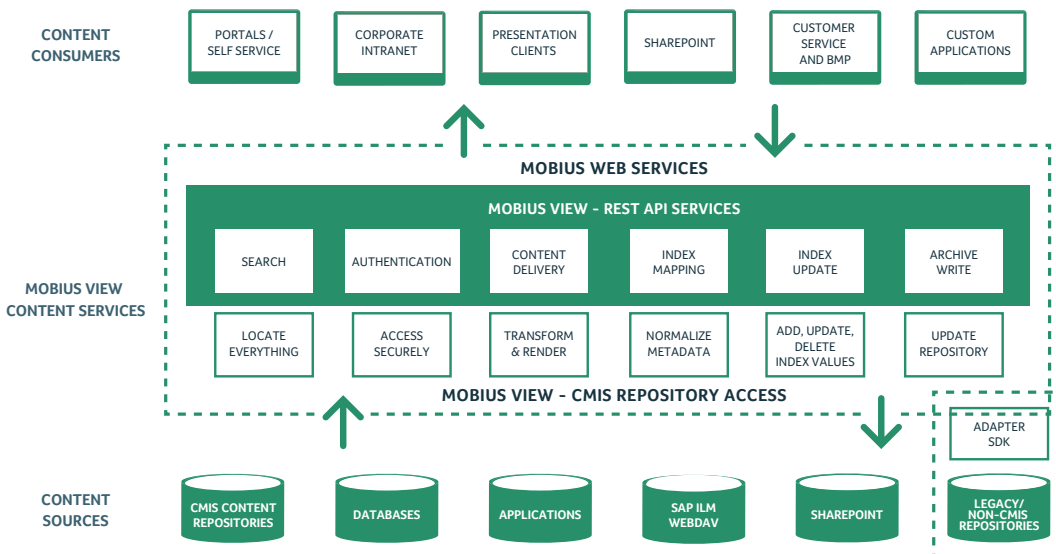 CONTENT
CONSUMERS
PORTALS /
SELF SERVICE
CORPORATE
INTRANET
PRESENTATION
CLIENTS
SHAREPOINT
CUSTOMER
SERVICE
AND BMP
CUSTOM
APPLICATIONS
MOBIUS VIEW
CONTENT SERVICES
MOBIUS WEB SERVICES
MOBIUS VIEW - REST API SERVICES
SEARCH
AUTHENTICATION
CONTENT
DELIVERY
INDEX
MAPPING
INDEX
UPDATE
ARCHIVE
WRITE
LOCATE
EVERYTHING
ACCESS
SECURELY
TRANSFORM
& RENDER
NORMALIZE
METADATA
ADD, UPDATE,
DELETE
INDEX VALUES
UPDATE
REPOSITORY
MOBIUS VIEW - CMIS REPOSITORY ACCESS
ADAPTER
SDK
CONTENT
SOURCES
CMIS CONTENT
REPOSITORIES
DATABASES
APPLICATIONS
SAP ILM
WEBDAV
SHAREPOINT
LEGACY/
NON-CMIS
REPOSITORIES